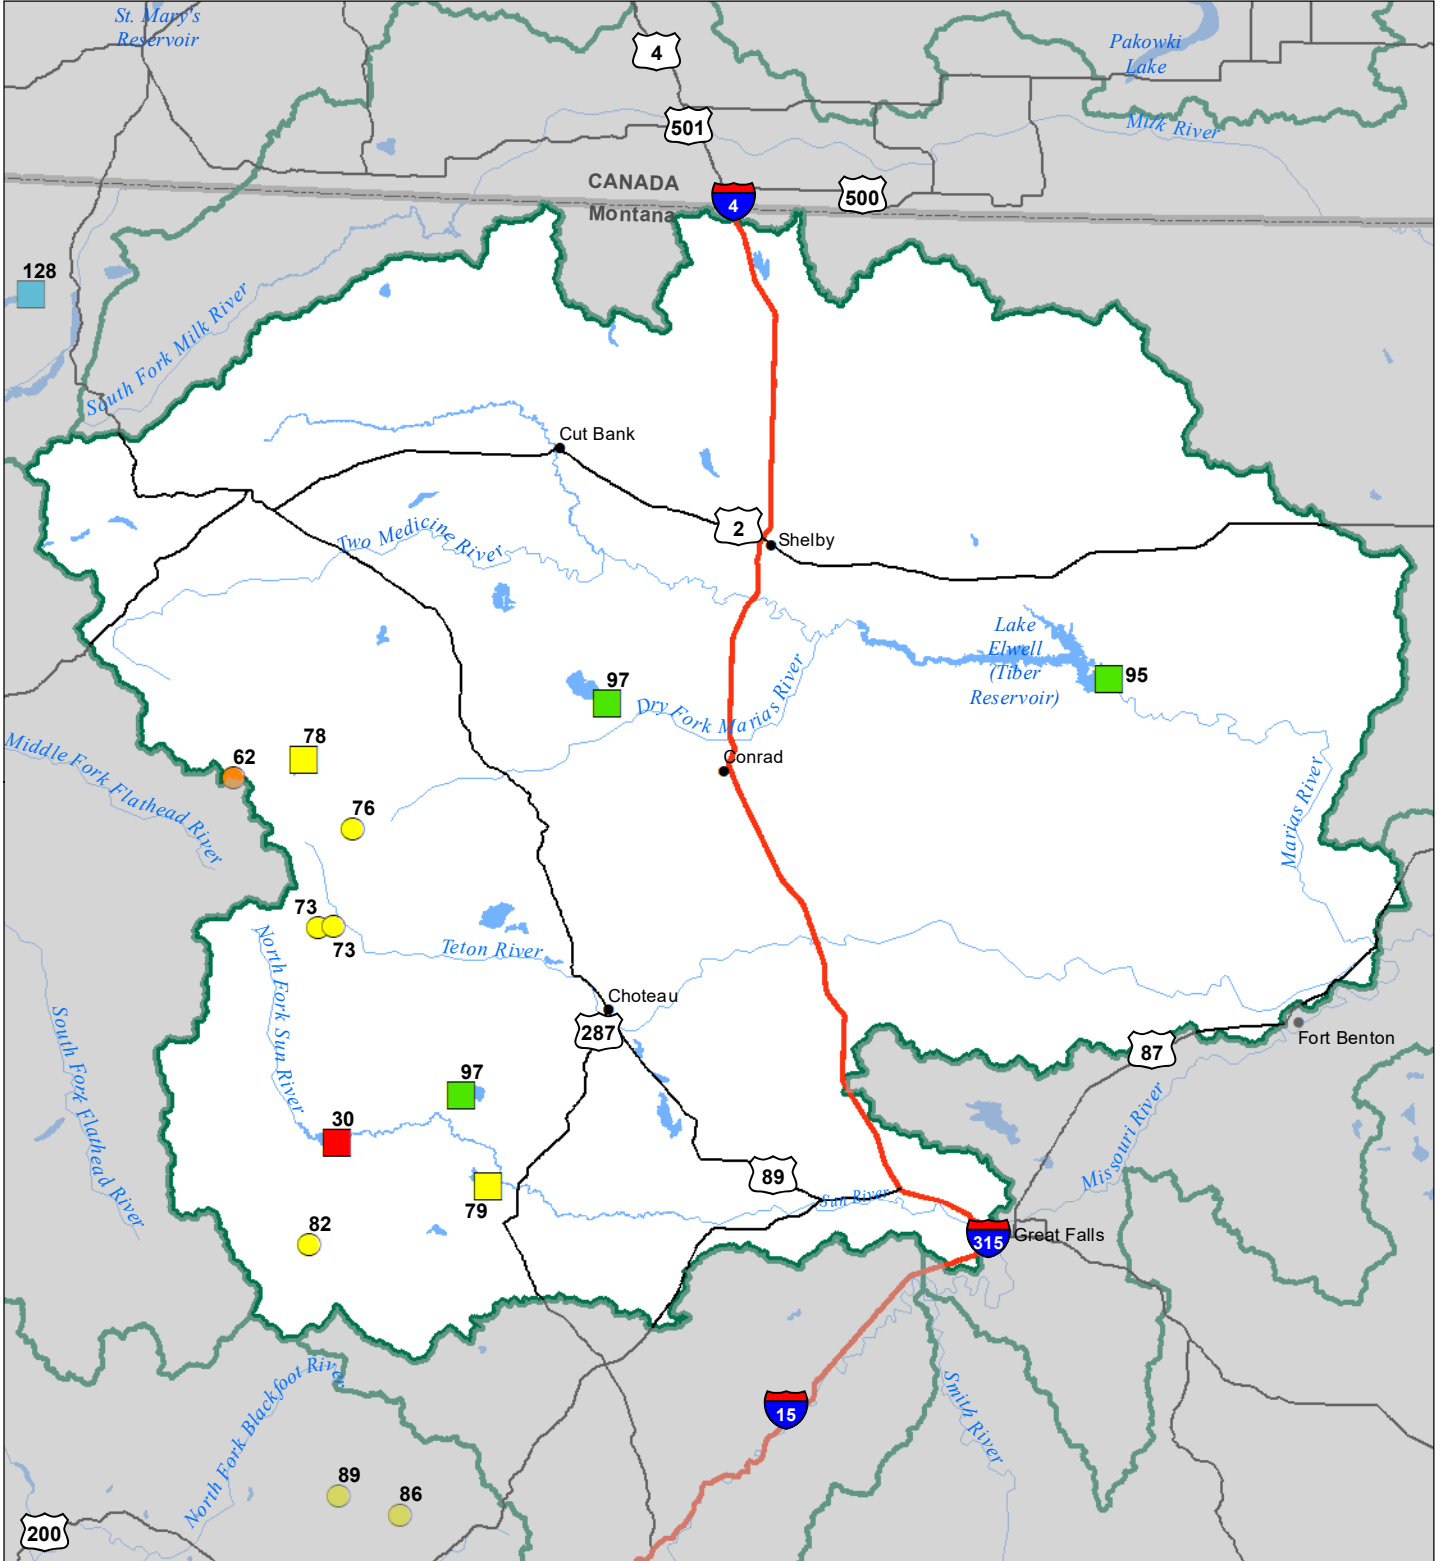 St. Mary's
Reservoir
4
Pakowki
Lake
501
Milk River
CANADA
Montana
4
500
128
South Fork Milk River
Cut Bank
2
Shelby
Two Medicine River
Lake
Elwell
(Tiber
Reservoir)
95
97
Dry Fork Marias River
78
62
Middle Fork Flathead River
Conrad
76
Marias River
73
73
Teton River
North Fork Sun River
Choteau
287
South Fork Flathead River
Fort Benton
87
97
30
Missouri River
89
79
Sun River
82
315
Great Falls
North Fork Blackfoot River
15
Smith River
89
86
200